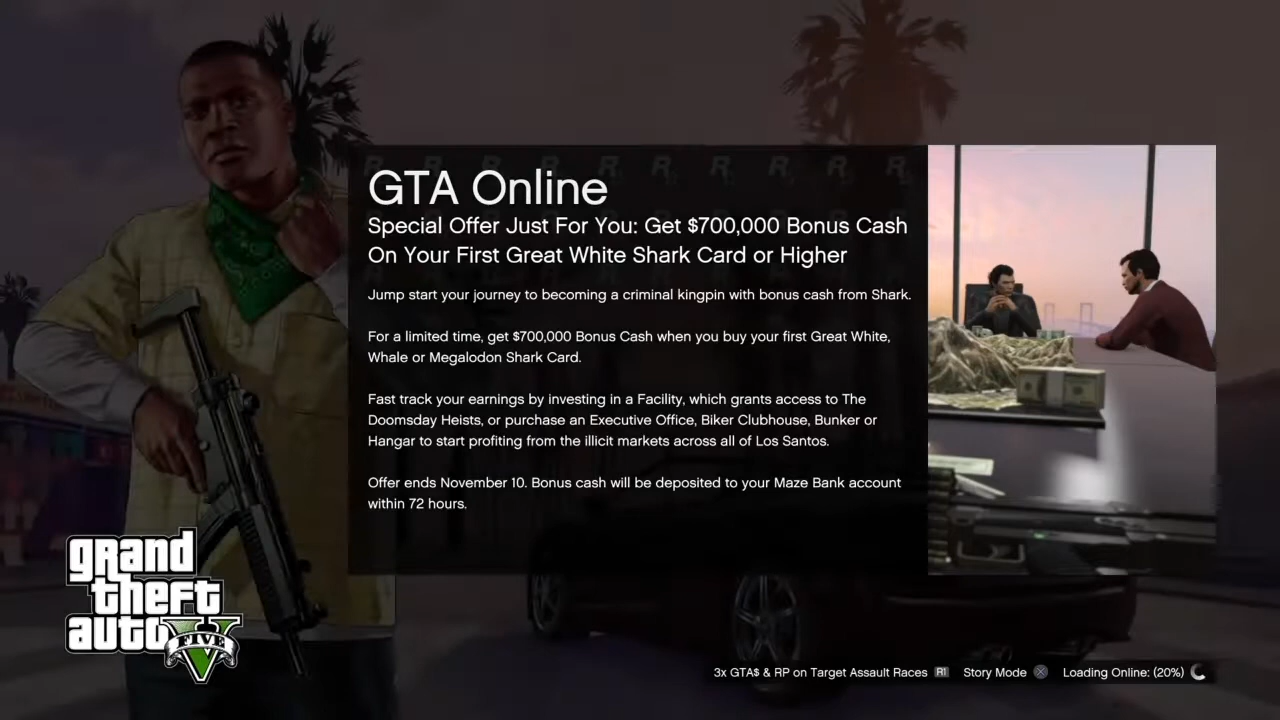 GTA Online
Special Offer Just For You: Get $700,000 Bonus Cash
On Your First Great White Shark Card or Higher
Jump start your journey to becoming a criminal kingpin with bonus cash from Shark.
For a limited time, get $700,000 Bonus Cash when you buy your first Great White,
Whale or Megalodon Shark Card.
Fast track your earnings by investing in a Facility, which grants access to The
Doomsday Heists, or purchase an Executive Office, Biker Clubhouse, Bunker or
Hangar to start profiting from the illicit markets across all of Los Santos.
Offer ends November 10. Bonus cash will be deposited to your Maze Bank account
within 72 hours.
grand
theft
auto V
FIVE
3x GTA$ & RP on Target Assault Races R1 Story Mode Loading Online: (20%)